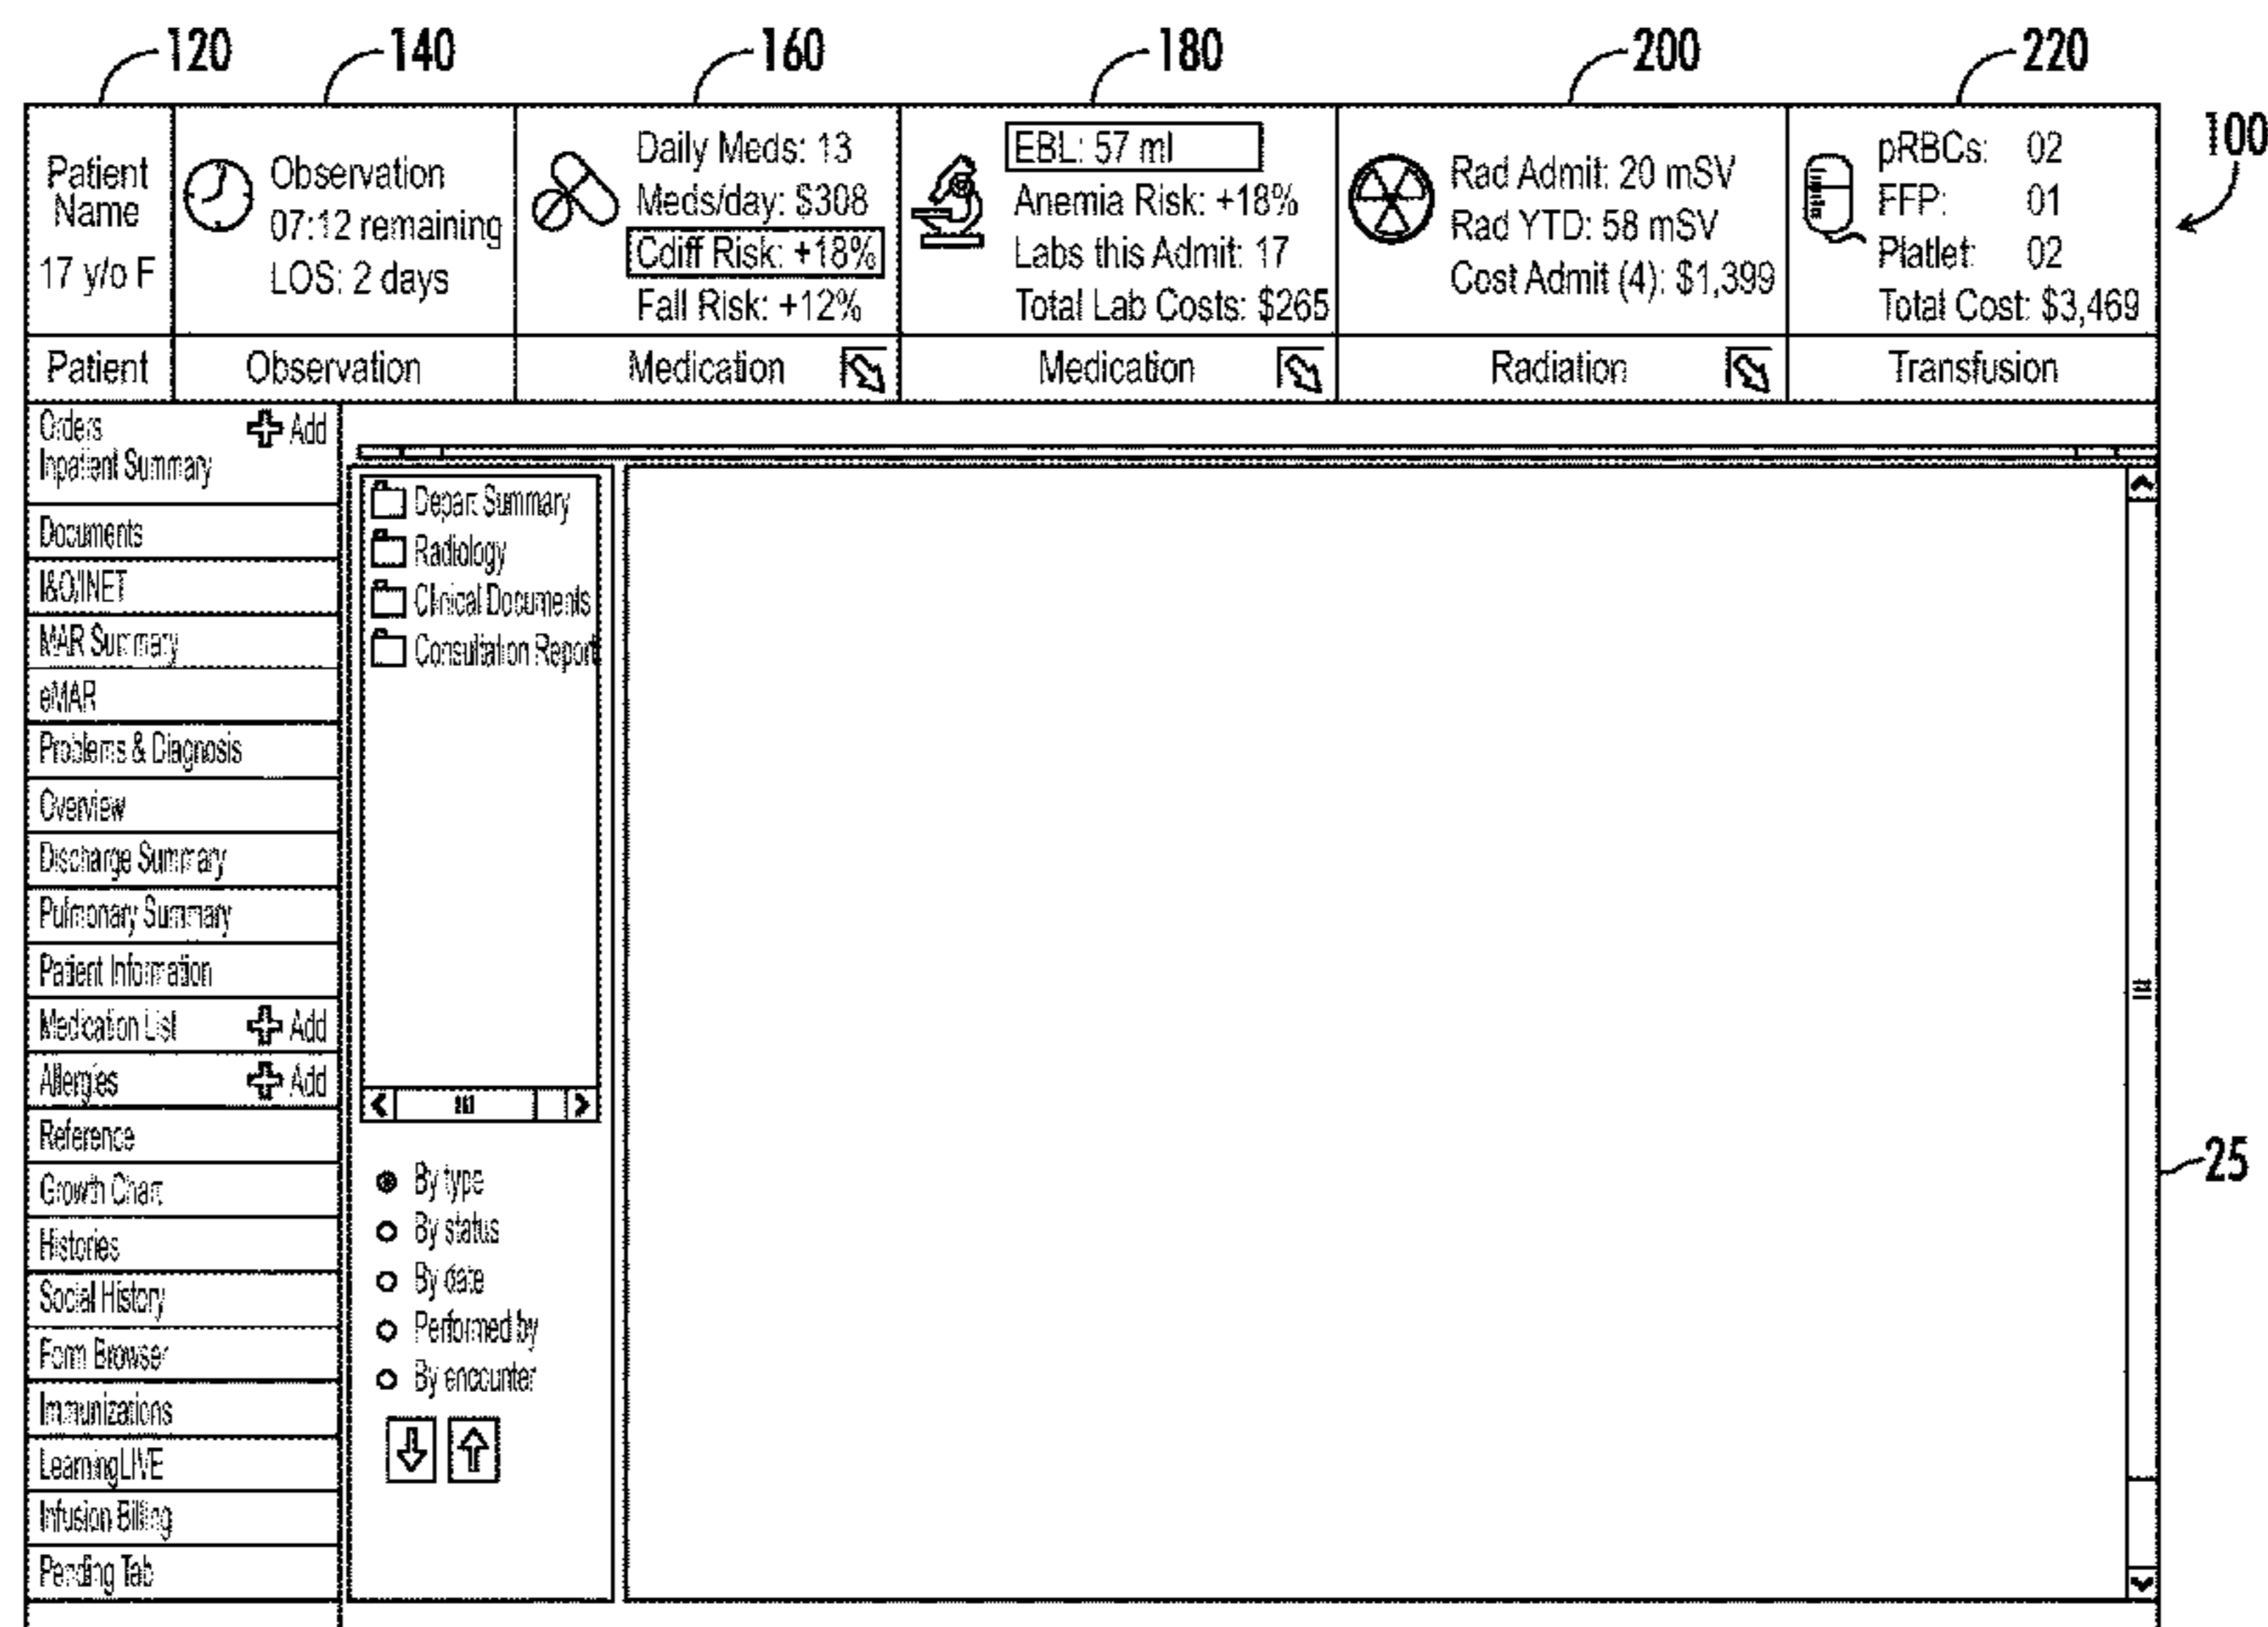 120
140
160
180
200
220
100
Patient
Name
17 y/o F
Observation
07:12 remaining
LOS: 2 days
Daily Meds: 13
Meds/day: $308
Cdiff Risk: +18%
Fall Risk: +12%
EBL: 57 ml
Anemia Risk: +18%
Labs this Admit: 17
Total Lab Costs: $265
Rad Admit: 20 mSV
Rad YTD: 58 mSV
Cost Admit (4): $1,399
pRBCs: 02
FFP: 01
Platlet: 02
Total Cost: $3,469
Patient
Observation
Medication
Medication
Radiation
Transfusion
Orders Add
Inpatient Summary
Documents
I&O/INET
MAR Summary
eMAR
Problems & Diagnosis
Overview
Discharge Summary
Pulmonary Summary
Patient Information
Medication List Add
Allergies Add
Reference
Growth Chart
Histories
Social History
Form Browser
Immunizations
LearningLIVE
Infusion Billing
Pending Tab
Depart Summary
Radiology
Clinical Documents
Consultation Report
By type
By status
By date
Performed by
By encounter
25